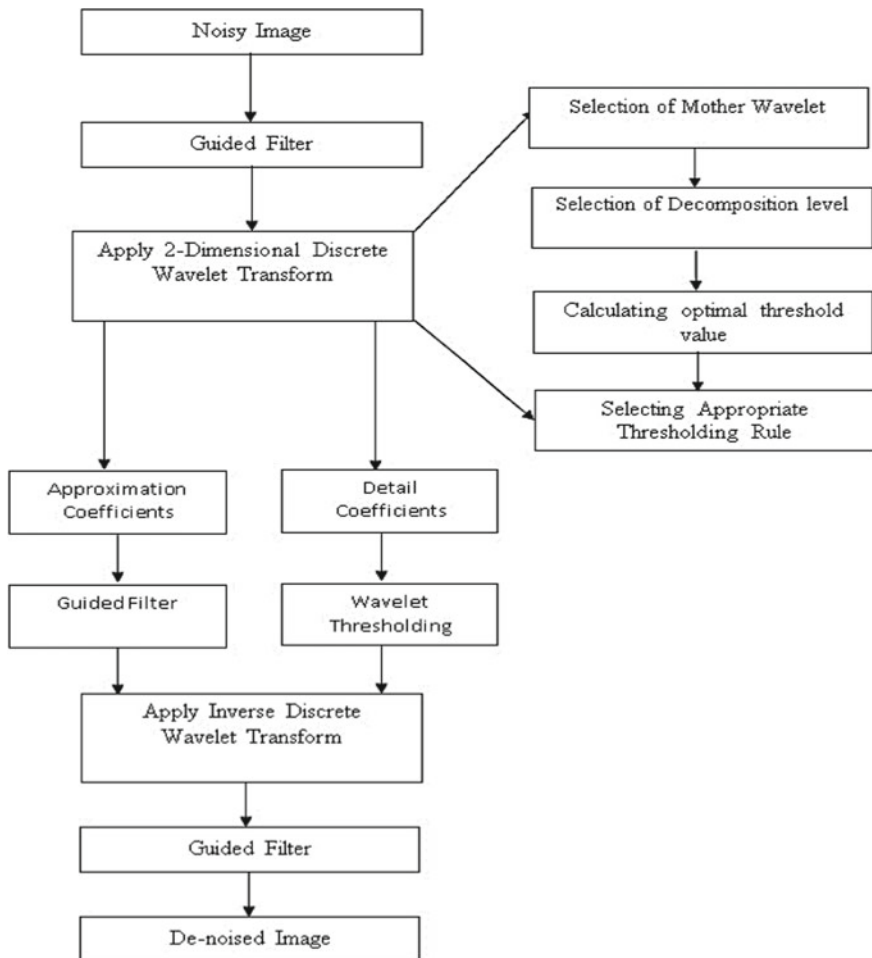 Noisy Image
Guided Filter
Apply 2-Dimensional Discrete
Wavelet Transform
Selection of Mother Wavelet
Selection of Decomposition level
Calculating optimal threshold
value
Selecting Appropriate
Thresholding Rule
Approximation
Coefficients
Detail
Coefficients
Guided Filter
Wavelet
Thresholding
Apply Inverse Discrete
Wavelet Transform
Guided Filter
De-noised Image